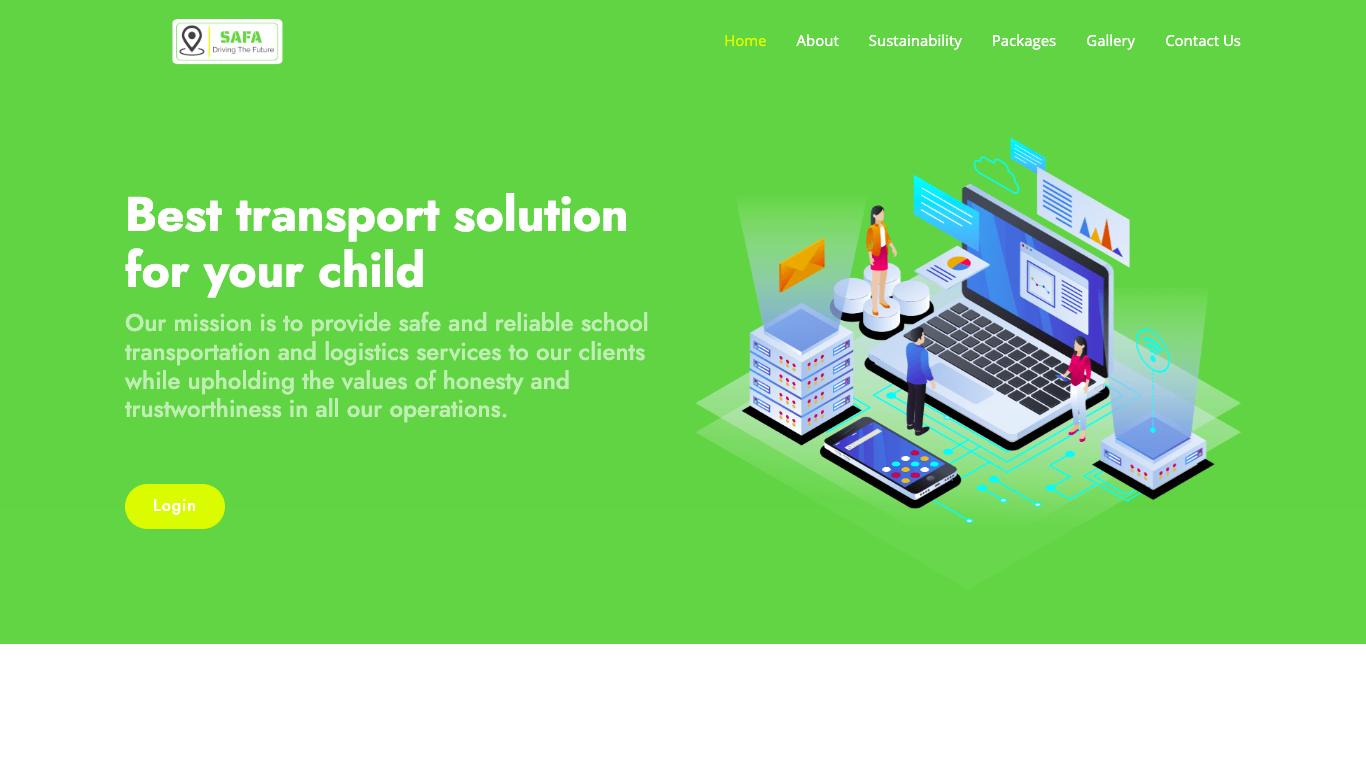 SAFA
Driving The Future
Home
About
Sustainability
Packages
Gallery
Contact Us
Best transport solution
for your child
Our mission is to provide safe and reliable school
transportation and logistics services to our clients
while upholding the values of honesty and
trustworthiness in all our operations.
Login